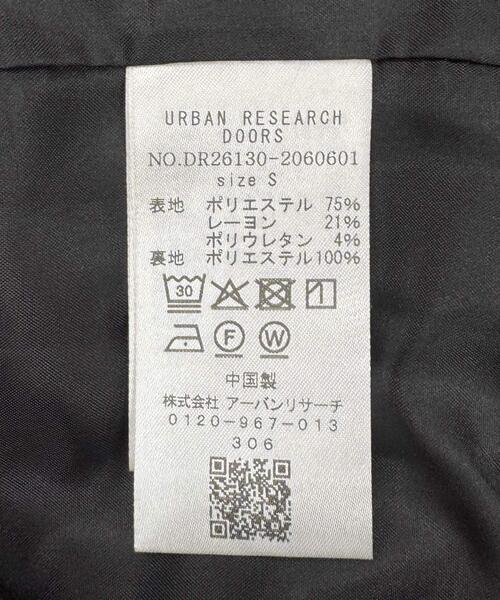 URBAN RESEARCH
DOORS
NO.DR26130-2060601
size S
表地 ポリエステル 75%
レーヨン 21%
ポリウレタン 4%
裏地 ポリエステル100%
30
F W
中国製
株式会社 アーバンリサーチ
0120-967-013
306